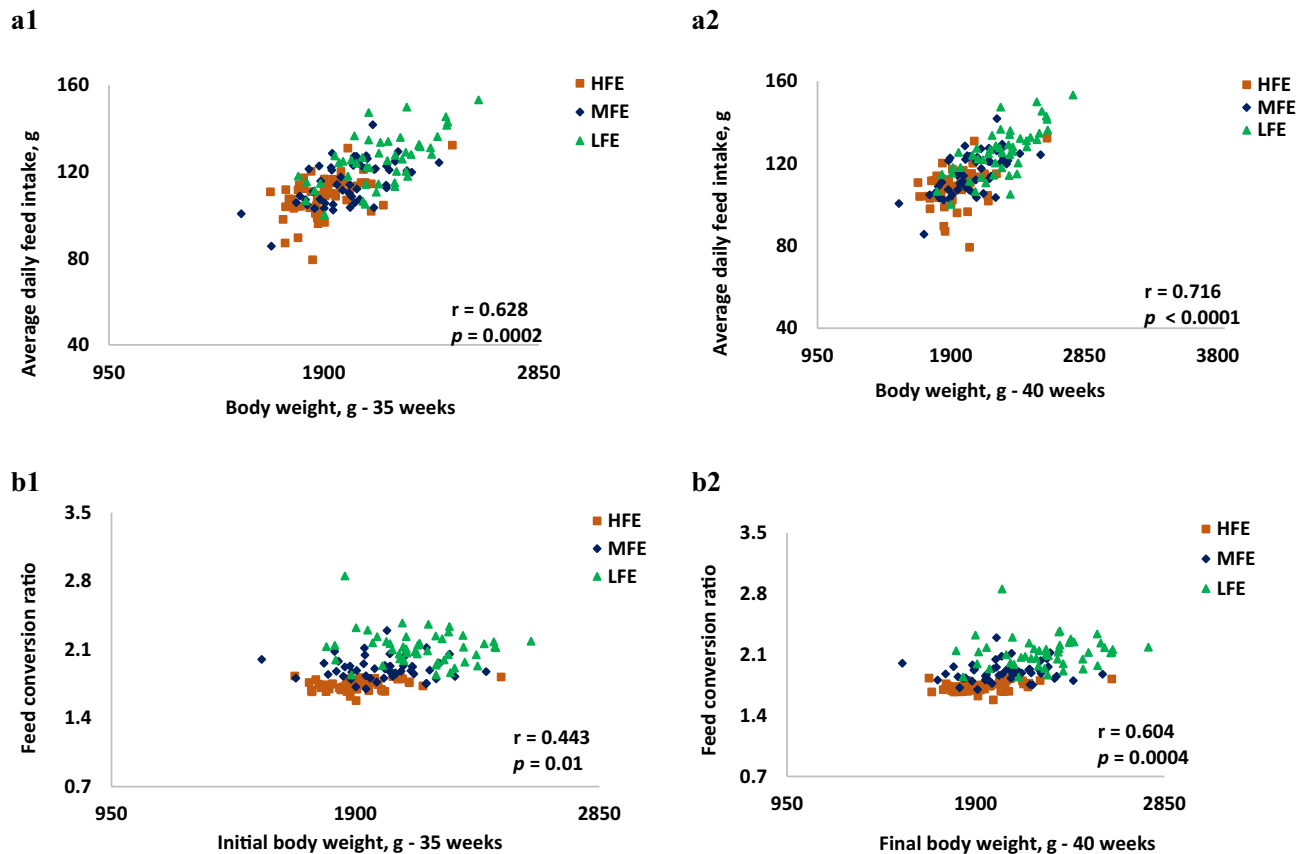 a1
160
120
80
40
950
1900
2850
Average daily feed intake, g
Body weight, g - 35 weeks
HFE
MFE
LFE
r = 0.628
p = 0.0002
a2
160
120
80
40
950
1900
2850
3800
Average daily feed intake, g
Body weight, g - 40 weeks
HFE
MFE
LFE
r = 0.716
p < 0.0001
b1
3.5
2.8
2.1
1.4
0.7
950
1900
2850
Feed conversion ratio
Initial body weight, g - 35 weeks
HFE
MFE
LFE
r = 0.443
p = 0.01
b2
3.5
2.8
2.1
1.4
0.7
950
1900
2850
Feed conversion ratio
Final body weight, g - 40 weeks
HFE
MFE
LFE
r = 0.604
p = 0.0004